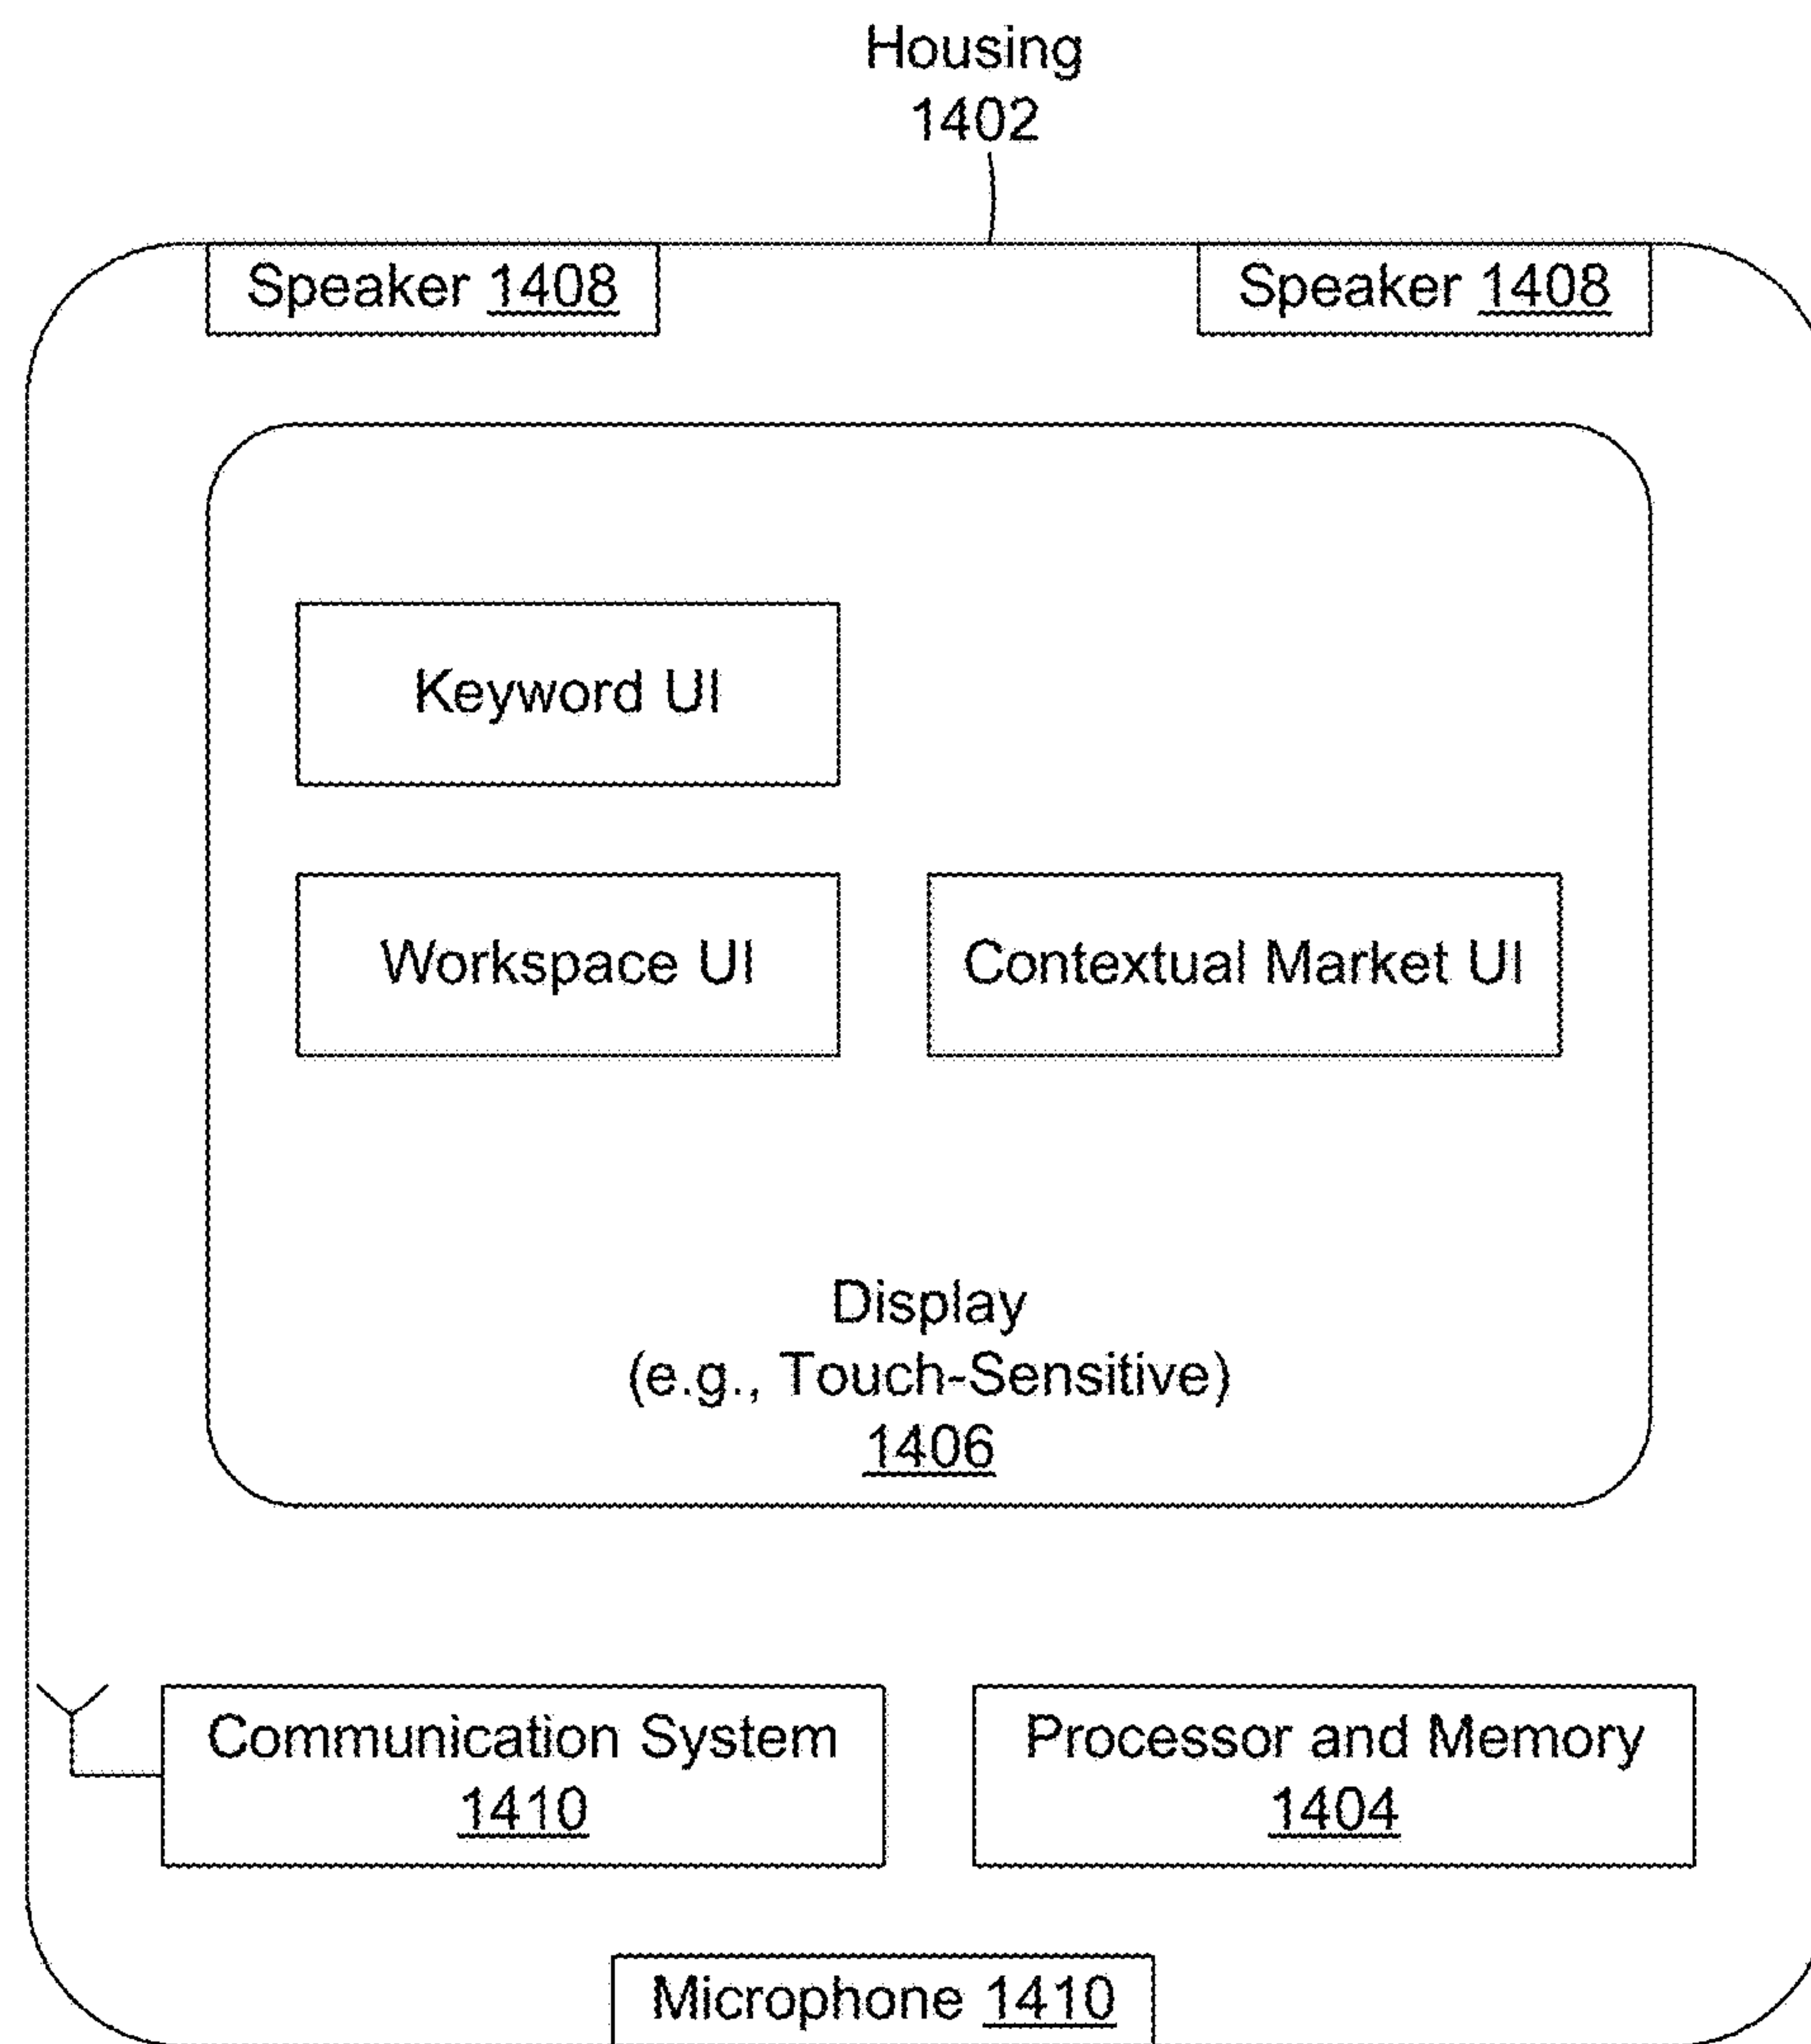 Housing
1402
Speaker 1408
Speaker 1408
Keyword UI
Workspace UI
Contextual Market UI
Display
(e.g., Touch-Sensitive)
1406
Communication System
1410
Processor and Memory
1404
Microphone 1410